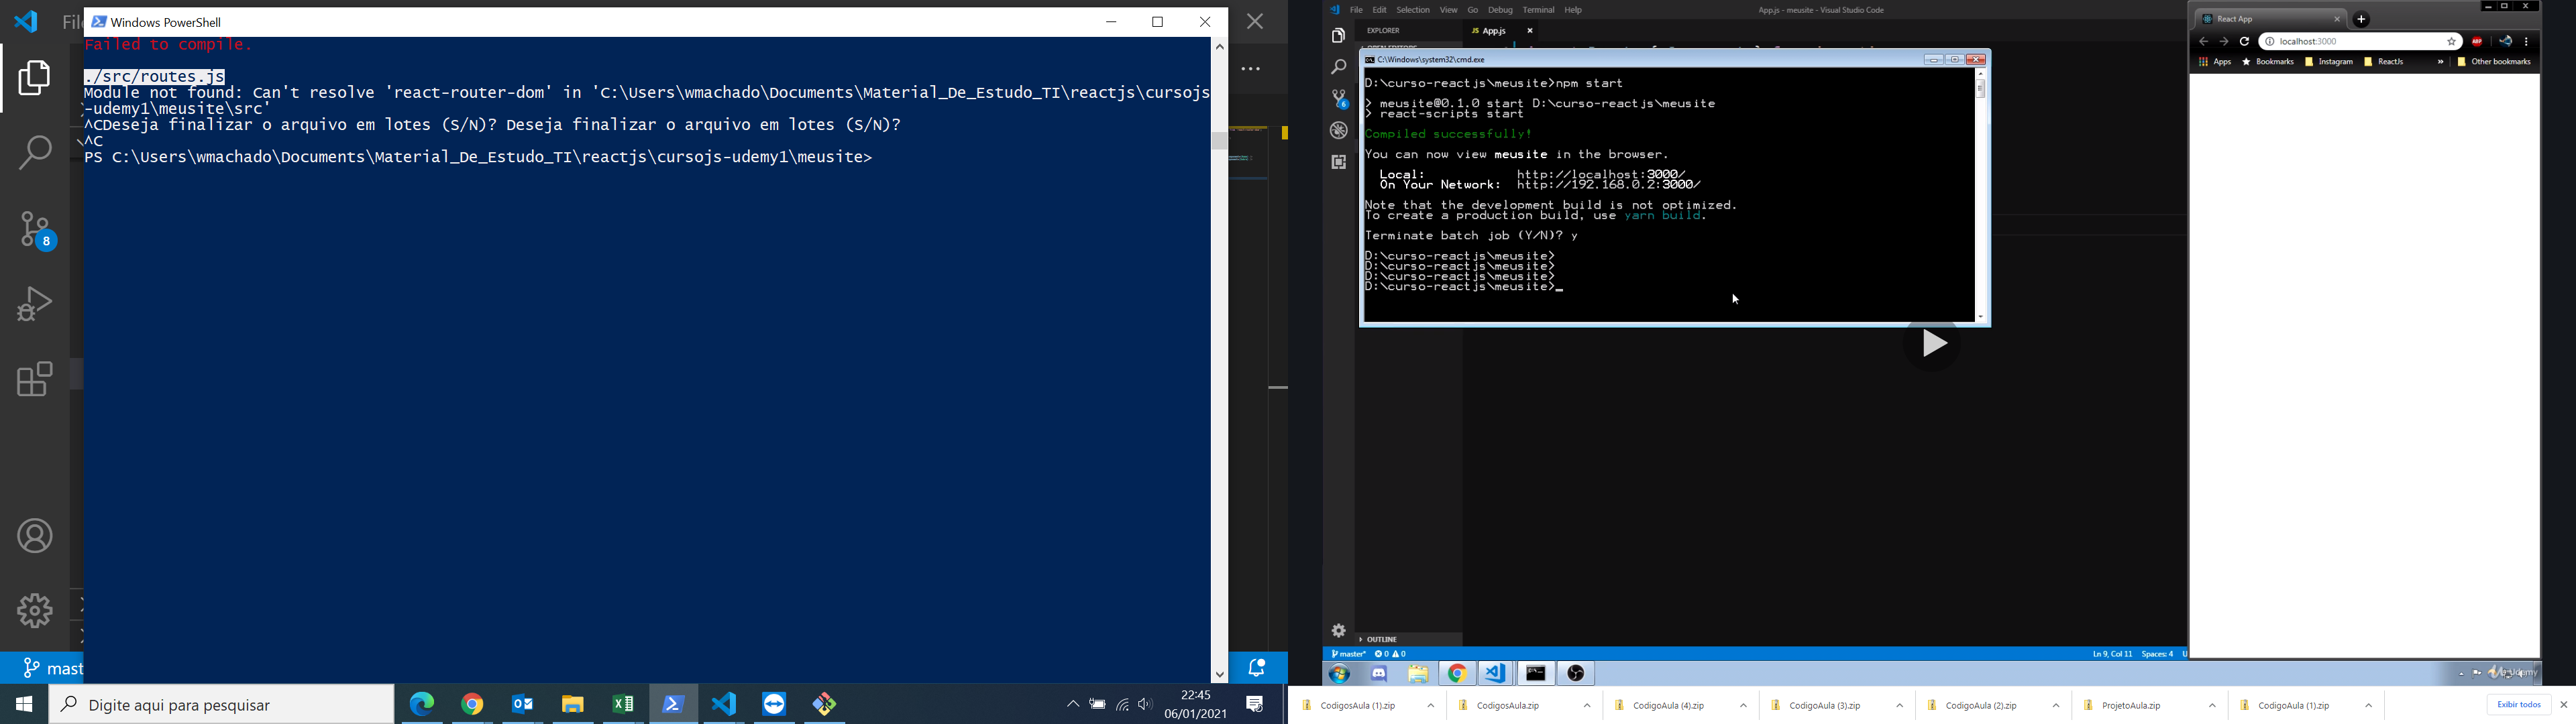 File
Windows PowerShell
Failed to compile.
./src/routes.js
Module not found: Can't resolve 'react-router-dom' in 'C:\Users\wmachado\Documents\Material_De_Estudo_TI\reactjs\cursojs
-udemy1\meusite\src'
^CDeseja finalizar o arquivo em lotes (S/N)? Deseja finalizar o arquivo em lotes (S/N)?
^C
PS C:\Users\wmachado\Documents\Material_De_Estudo_TI\reactjs\cursojs-udemy1\meusite>
8
mast
Digite aqui para pesquisar
22:45
06/01/2021
File Edit Selection View Go Debug Terminal Help
App.js - meusite - Visual Studio Code
EXPLORER
App.js
C:\Windows\system32\cmd.exe
D:\curso-reactjs\meusite>npm start
> meusite@0.1.0 start D:\curso-reactjs\meusite
> react-scripts start
Compiled successfully!
You can now view meusite in the browser.
Local: http://localhost:3000/
On Your Network: http://192.168.0.2:3000/
Note that the development build is not optimized.
To create a production build, use yarn build.
Terminate batch job (Y/N)? y
D:\curso-reactjs\meusite>
D:\curso-reactjs\meusite>
D:\curso-reactjs\meusite>
D:\curso-reactjs\meusite>_
6
OUTLINE
master* 0 0
Ln 9, Col 11 Spaces: 4 U
React App
localhost:3000
ABP
Apps Bookmarks Instagram ReactJs » Other bookmarks
Udemy
CodigosAula (1).zip
CodigosAula.zip
CodigoAula (4).zip
CodigoAula (3).zip
CodigoAula (2).zip
ProjetoAula.zip
CodigoAula (1).zip
Exibir todos